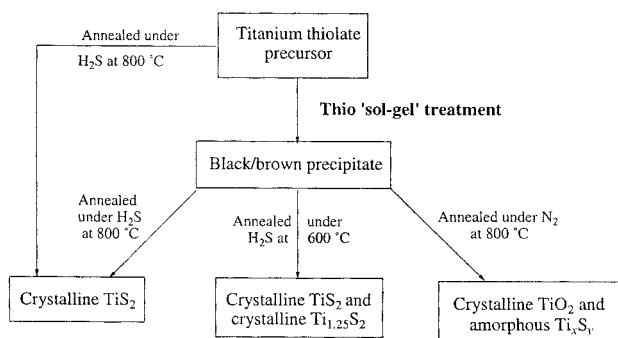 Annealed under
H₂S at 800 °C
Titanium thiolate
precursor
Thio 'sol-gel' treatment
Black/brown precipitate
Annealed
under H₂S
at 800 °C
Annealed under
H₂S at 600 °C
Annealed under N₂
at 800 °C
Crystalline TiS₂
Crystalline TiS₂ and
crystalline Ti₁.₂₅S₂
Crystalline TiO₂ and
amorphous TiₓSᵧ